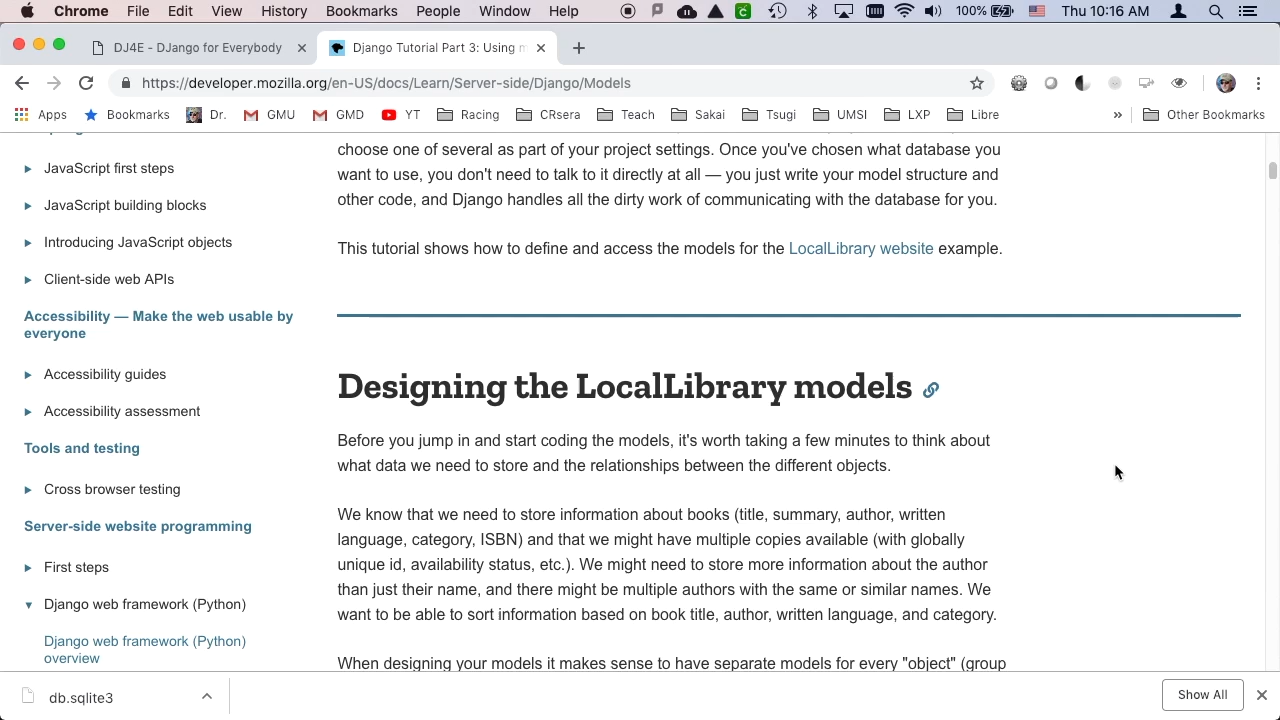 Chrome File Edit View History Bookmarks People Window Help 100% Thu 10:16 AM
DJ4E - DJango for Everybody
Django Tutorial Part 3: Using m
https://developer.mozilla.org/en-US/docs/Learn/Server-side/Django/Models
Apps Bookmarks Dr. GMU GMD YT Racing CRsera Teach Sakai Tsugi UMSI LXP Libre » Other Bookmarks
JavaScript first steps
JavaScript building blocks
Introducing JavaScript objects
Client-side web APIs
Accessibility — Make the web usable by
everyone
Accessibility guides
Accessibility assessment
Tools and testing
Cross browser testing
Server-side website programming
First steps
Django web framework (Python)
Django web framework (Python)
overview
choose one of several as part of your project settings. Once you've chosen what database you
want to use, you don't need to talk to it directly at all — you just write your model structure and
other code, and Django handles all the dirty work of communicating with the database for you.
This tutorial shows how to define and access the models for the LocalLibrary website example.
Designing the LocalLibrary models
Before you jump in and start coding the models, it's worth taking a few minutes to think about
what data we need to store and the relationships between the different objects.
We know that we need to store information about books (title, summary, author, written
language, category, ISBN) and that we might have multiple copies available (with globally
unique id, availability status, etc.). We might need to store more information about the author
than just their name, and there might be multiple authors with the same or similar names. We
want to be able to sort information based on book title, author, written language, and category.
When designing your models it makes sense to have separate models for every "object" (group
db.sqlite3
Show All